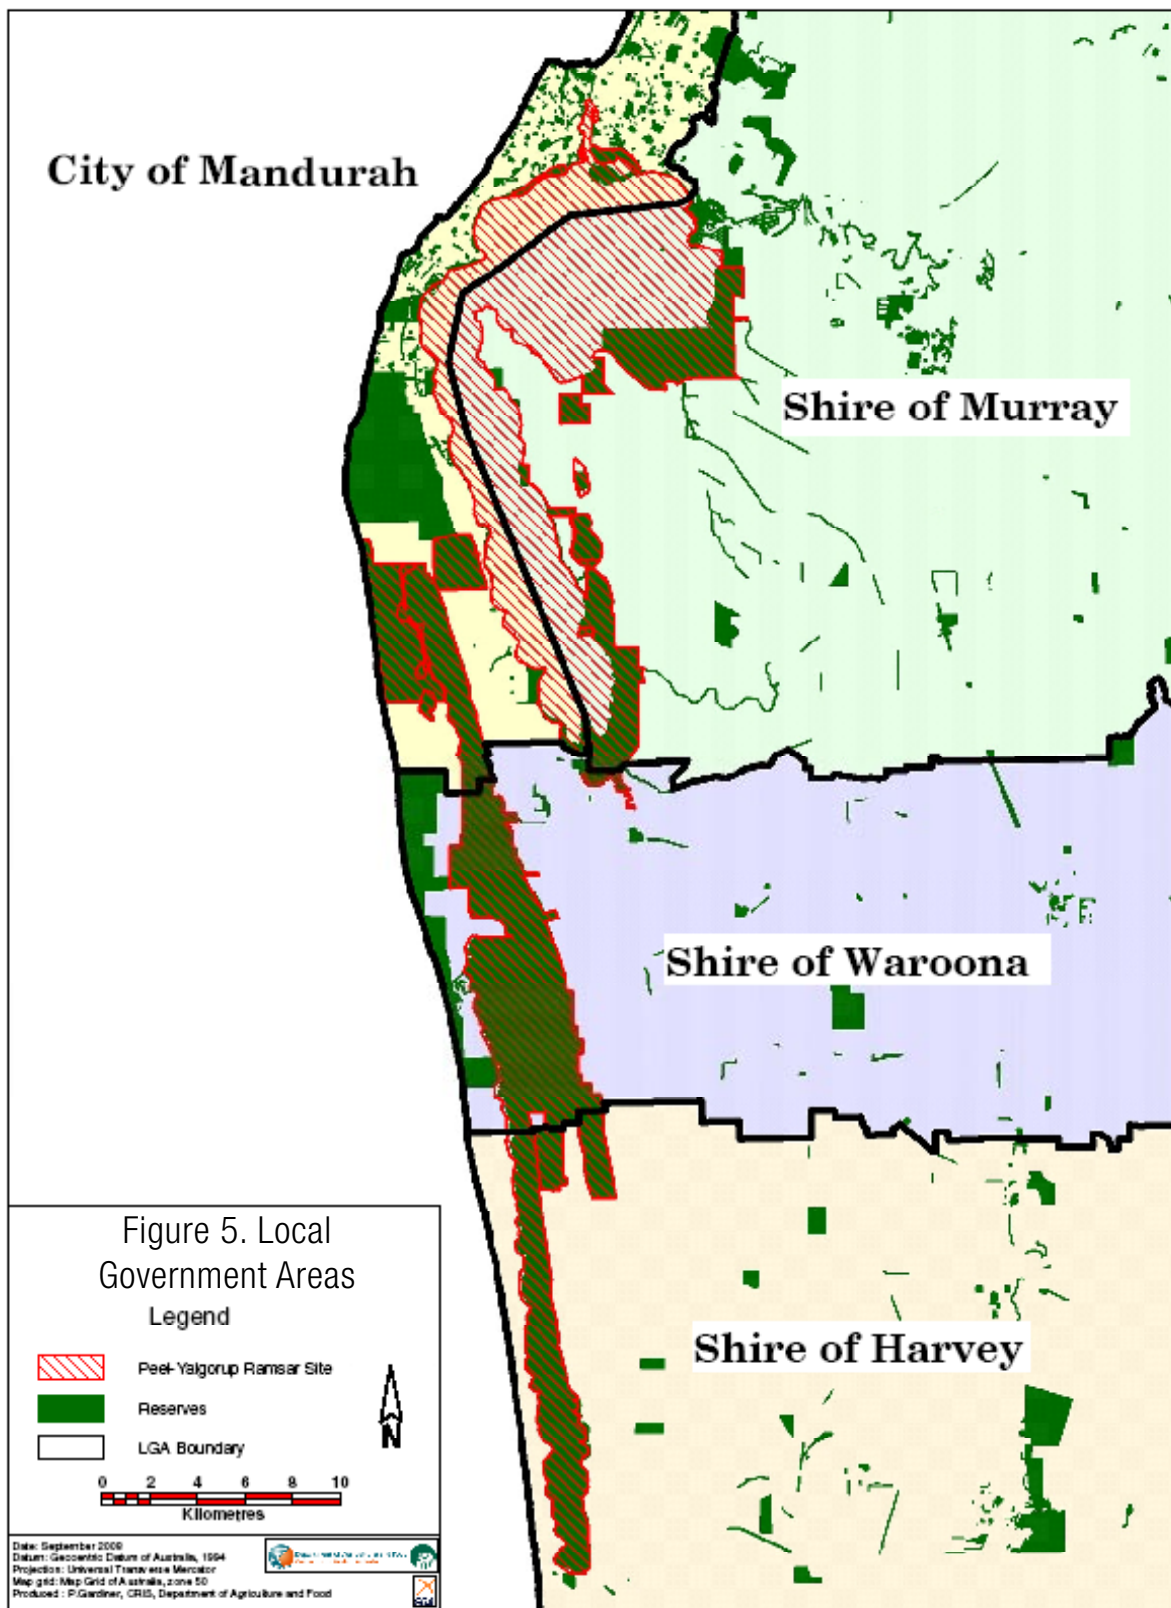 City of Mandurah
Shire of Murray
Shire of Waroona
Shire of Harvey
Figure 5. Local
Government Areas
Legend
Peel-Yalgorup Ramsar Site
Reserves
LGA Boundary
N
0 2 4 6 8 10
Kilometres
Date: September 2009
Datum: Geocentric Datum of Australia, 1994
Projection: Universal Transverse Mercator
Map grid: Map Grid of Australia, zone 50
Produced : P.Gardiner, CRIS, Department of Agriculture and Food